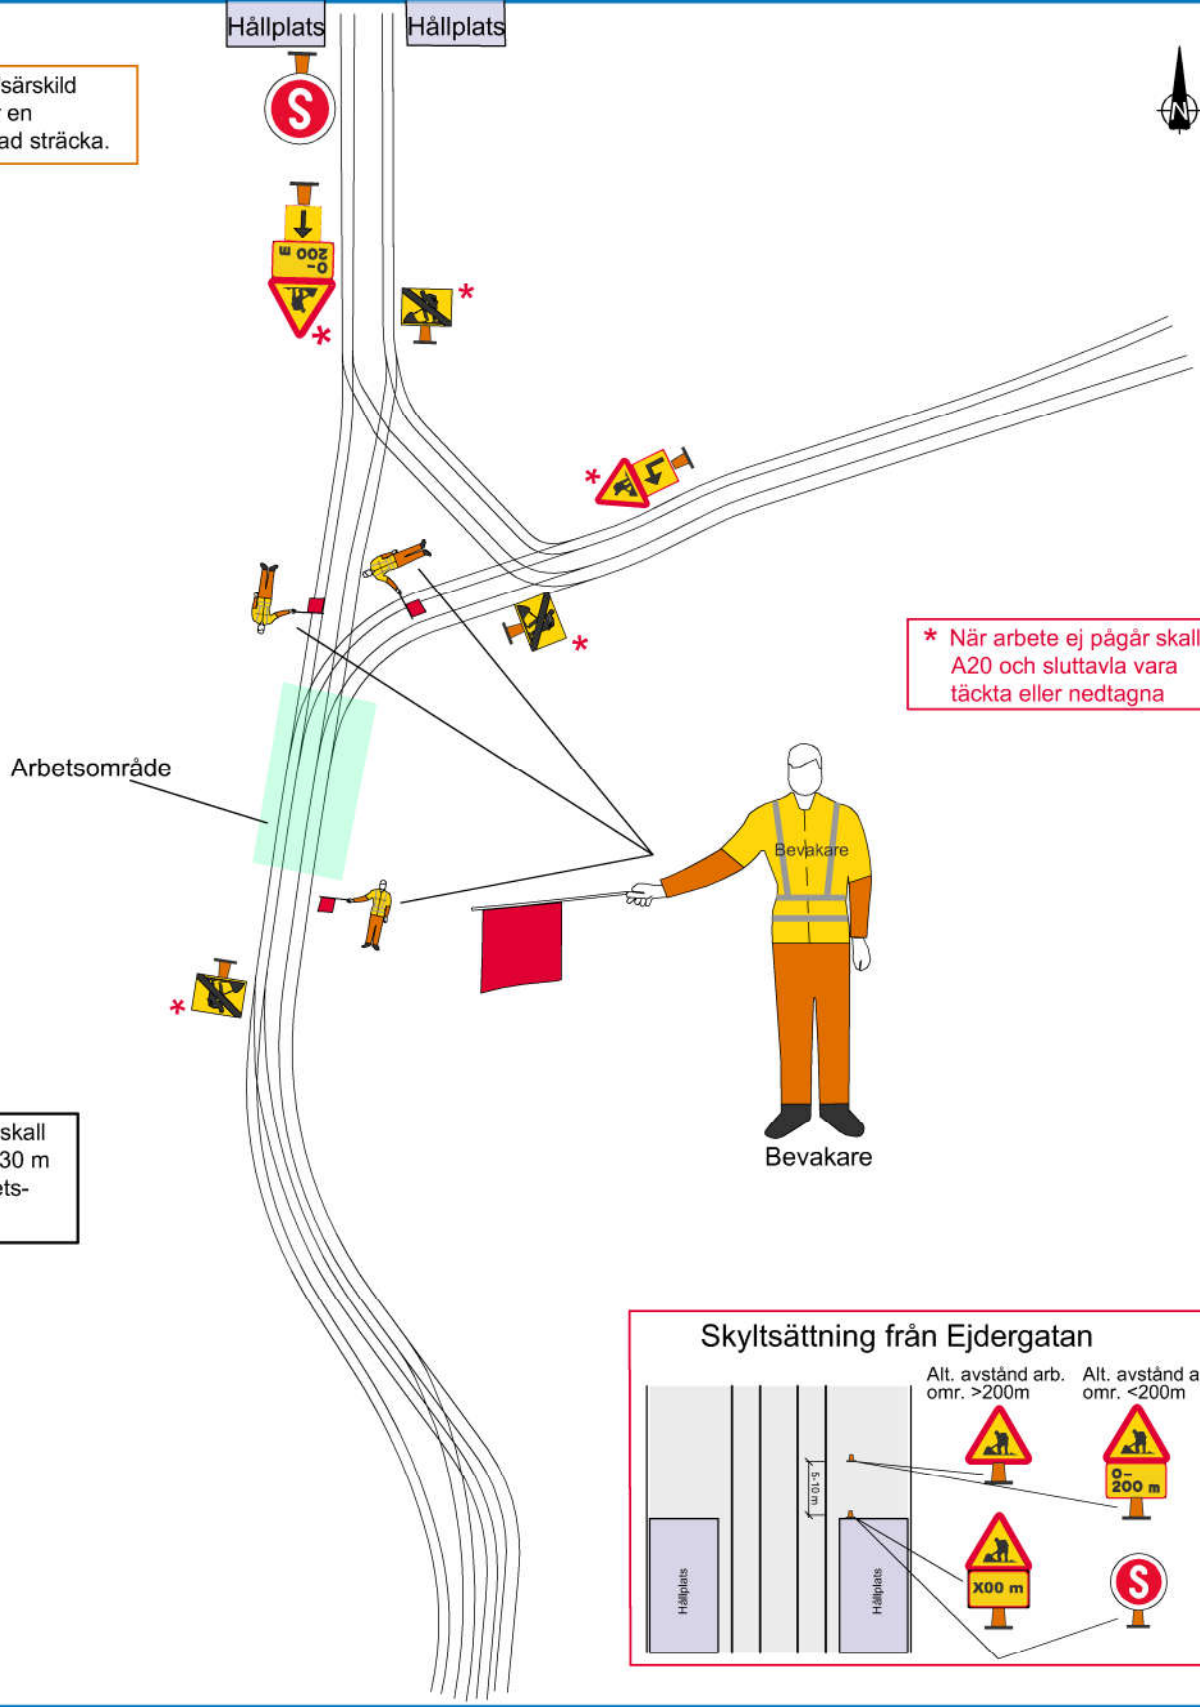 Hållplats
Hållplats
särskild
en
ad sträcka.
S
0-
200 m
N
* När arbete ej pågår skall
A20 och sluttavla vara
täckta eller nedtagna
Arbetsområde
Bevakare
Bevakare
skall
30 m
ets-
Skyltsättning från Ejdergatan
Alt. avstånd arb.
omr. >200m
Alt. avstånd a
omr. <200m
0-
200 m
5-10 m
X00 m
S
Hållplats
Hållplats